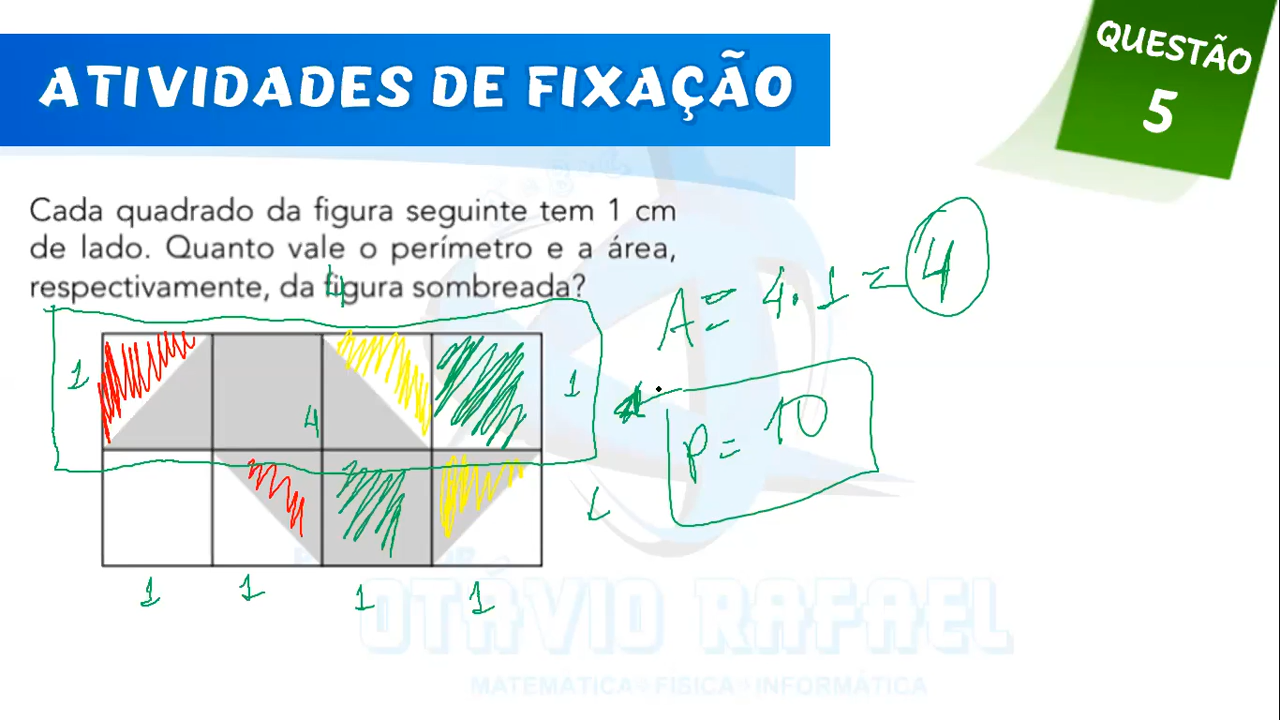 QUESTÃO
5
ATIVIDADES DE FIXAÇÃO
Cada quadrado da figura seguinte tem 1 cm
de lado. Quanto vale o perímetro e a área,
respectivamente, da figura sombreada?
4
A = 4.1 = 4
1
1
4
P = 10
1
1 1 1 1
OTÁVIO RAFAEL
MATEMÁTICA FÍSICA INFORMÁTICA